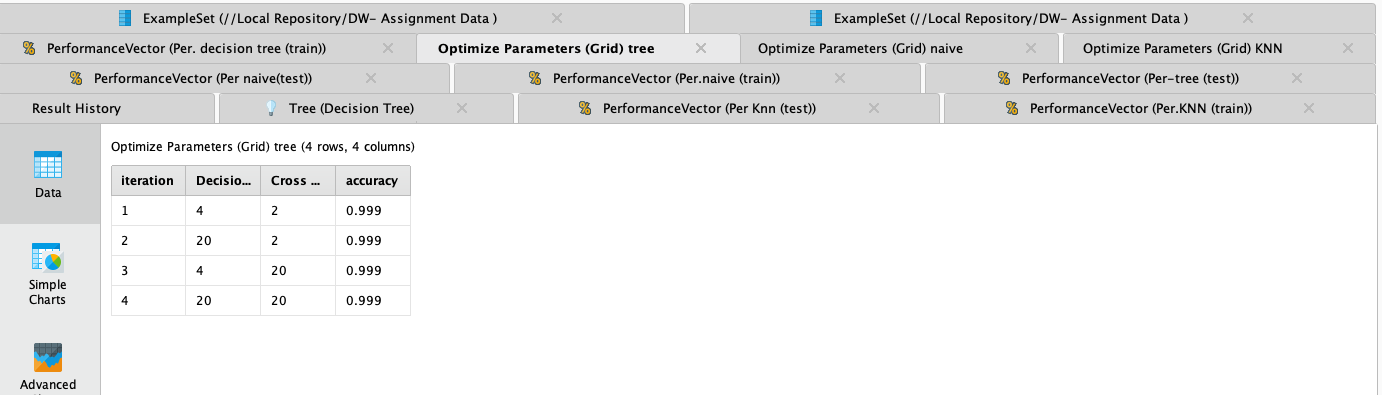 ExampleSet (//Local Repository/DW- Assignment Data ) ExampleSet (//Local Repository/DW- Assignment Data )
% PerformanceVector (Per. decision tree (train)) Optimize Parameters (Grid) tree Optimize Parameters (Grid) naive Optimize Parameters (Grid) KNN
% PerformanceVector (Per naive(test)) % PerformanceVector (Per.naive (train)) % PerformanceVector (Per-tree (test))
Result History Tree (Decision Tree) % PerformanceVector (Per Knn (test)) % PerformanceVector (Per.KNN (train))
Data
Simple
Charts
Advanced
Optimize Parameters (Grid) tree (4 rows, 4 columns)
iteration Decisio... Cross ... accuracy
1 4 2 0.999
2 20 2 0.999
3 4 20 0.999
4 20 20 0.999